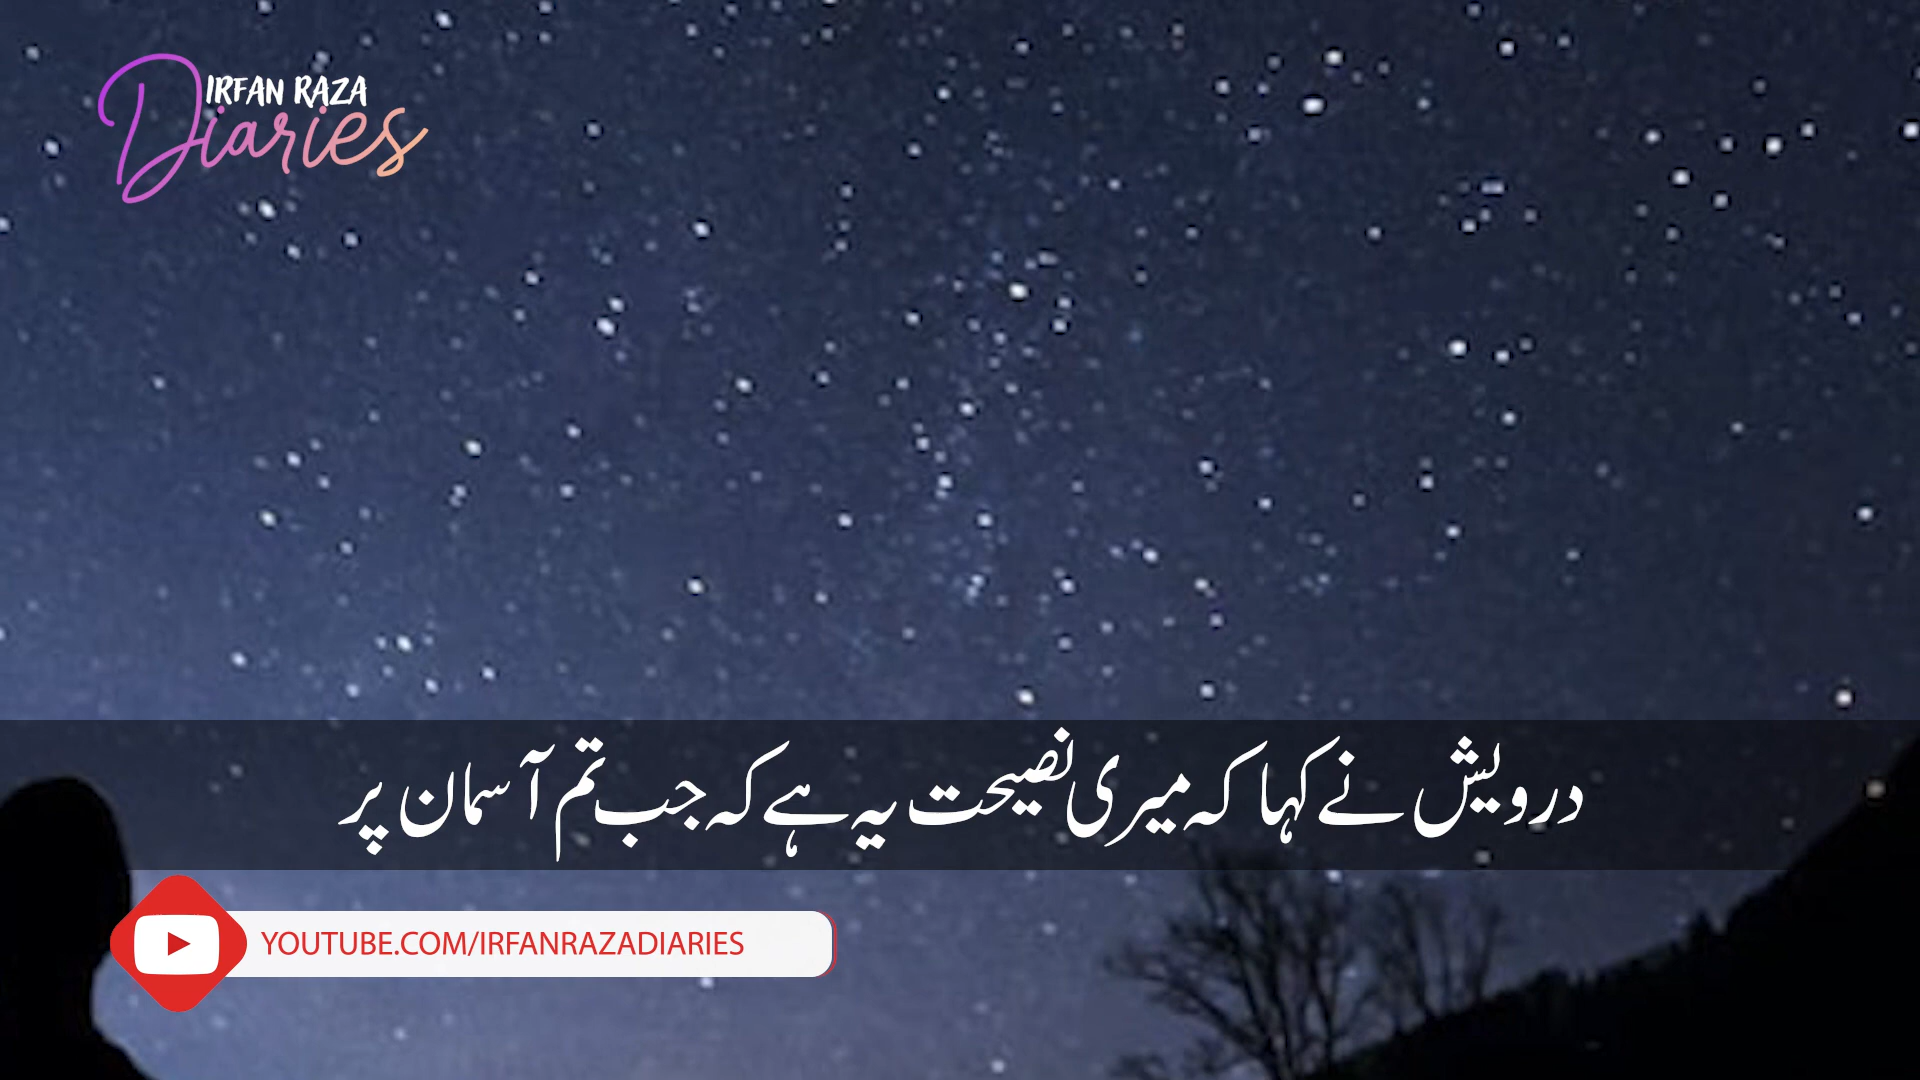 IRFAN RAZA
Diaries
درویش نے کہا کہ میری نصیحت یہ ہے کہ جب تم آسمان پر
YOUTUBE.COM/IRFANRAZADIARIES